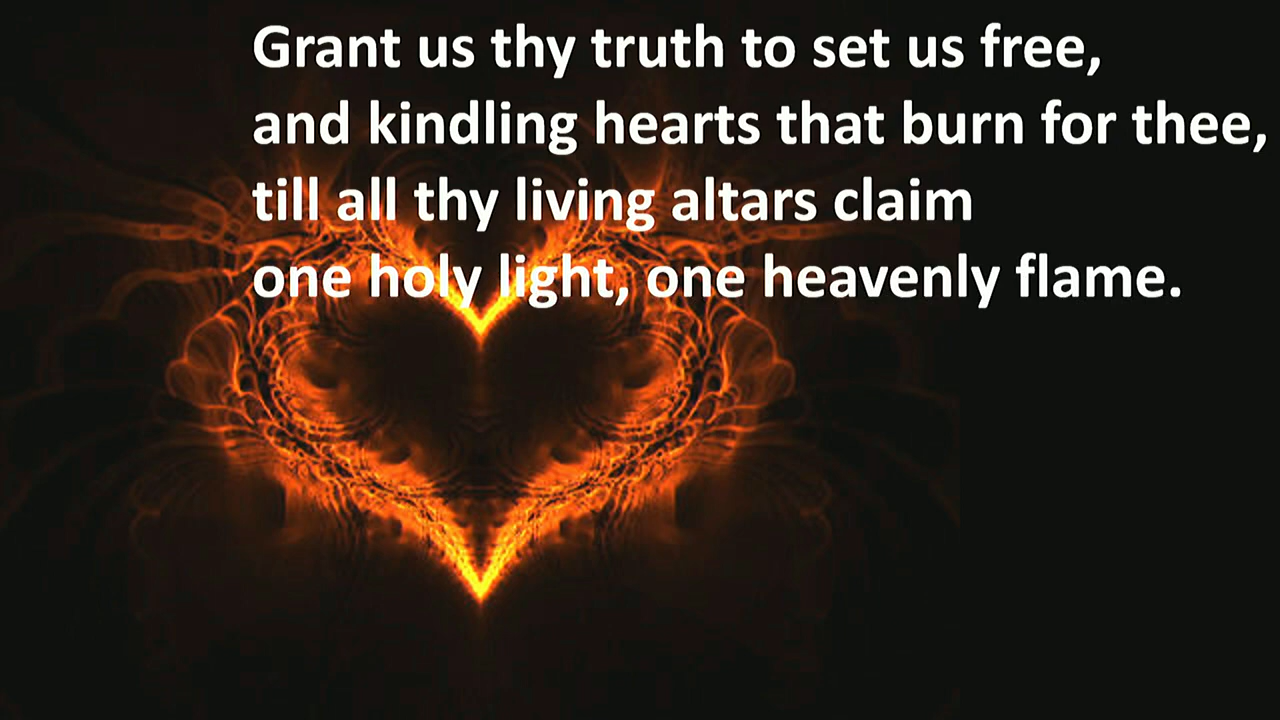 Grant us thy truth to set us free,
and kindling hearts that burn for thee,
till all thy living altars claim
one holy light, one heavenly flame.